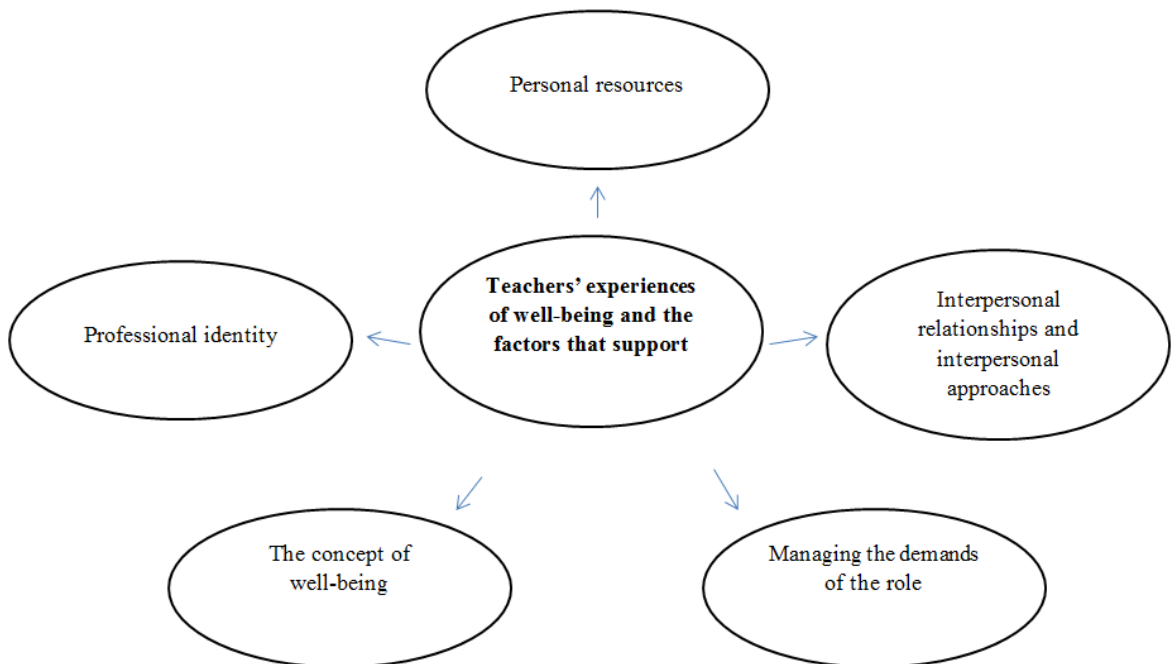 Personal resources
Teachers’ experiences
of well-being and the
factors that support
Professional identity
Interpersonal
relationships and
interpersonal
approaches
The concept of
well-being
Managing the demands
of the role